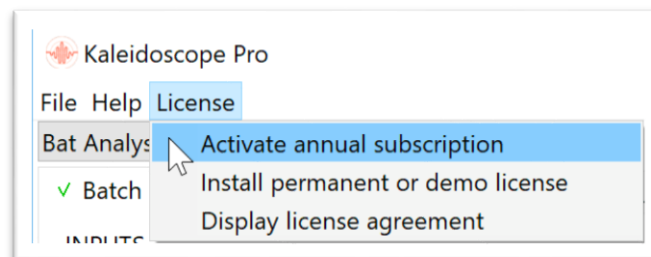 Kaleidoscope Pro
File Help License
Bat Analys
Activate annual subscription
Batch
Install permanent or demo license
Display license agreement
INPUTS